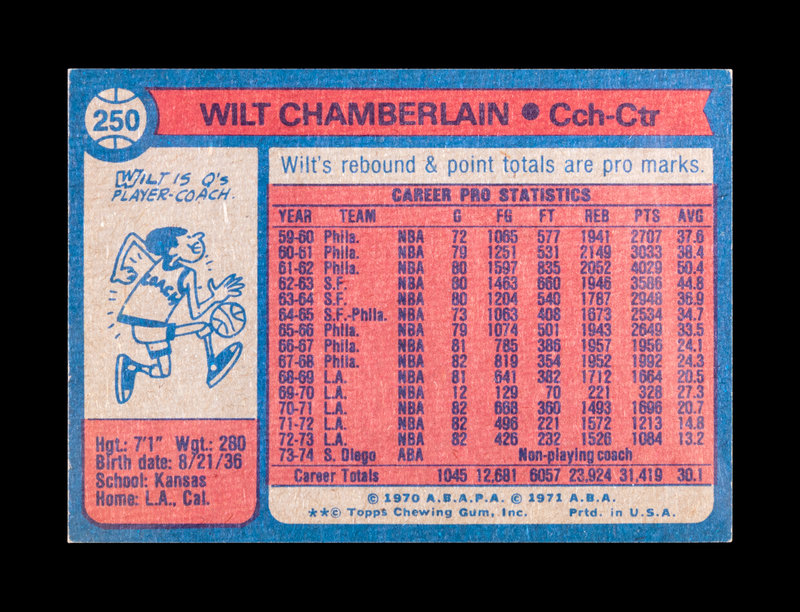 250
WILT CHAMBERLAIN ● Cch-Ctr
WILT IS Q's
PLAYER-COACH.
COACH
Hgt.: 7'1" Wgt.: 280
Birth date: 8/21/36
School: Kansas
Home: L.A., Cal.
Wilt's rebound & point totals are pro marks.
CAREER PRO STATISTICS
YEAR TEAM G FG FT REB PTS AVG
59-60 Phila. NBA 72 1065 577 1941 2707 37.6
60-61 Phila. NBA 79 1251 531 2149 3033 38.4
61-62 Phila. NBA 80 1597 835 2052 4029 50.4
62-63 S.F. NBA 80 1463 660 1946 3586 44.8
63-64 S.F. NBA 80 1204 540 1787 2948 36.9
64-65 S.F.-Phila. NBA 73 1063 408 1673 2534 34.7
65-66 Phila. NBA 79 1074 501 1943 2649 33.5
66-67 Phila. NBA 81 785 386 1957 1956 24.1
67-68 Phila. NBA 82 819 354 1952 1992 24.3
68-69 L.A. NBA 81 641 382 1712 1664 20.5
69-70 L.A. NBA 12 129 70 221 328 27.3
70-71 L.A. NBA 82 668 360 1493 1696 20.7
71-72 L.A. NBA 82 496 221 1572 1213 14.8
72-73 L.A. NBA 82 426 232 1526 1084 13.2
73-74 S. Diego ABA Non-playing coach
Career Totals 1045 12,681 6057 23,924 31,419 30.1
© 1970 A.B.A.P.A. © 1971 A.B.A.
**© Topps Chewing Gum, Inc. Prtd. in U.S.A.